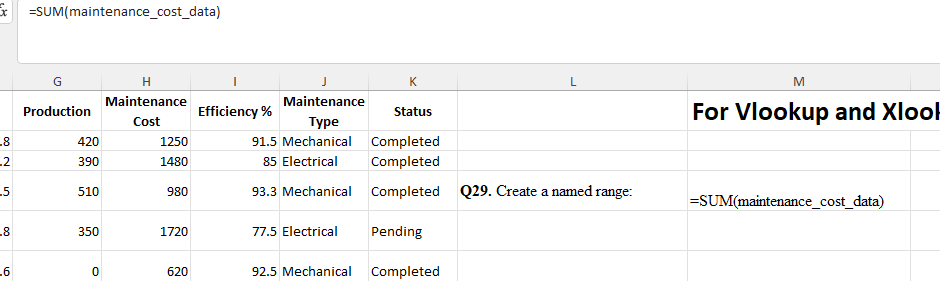 fx =SUM(maintenance_cost_data)
G H I J K L M
Production Maintenance Cost Efficiency % Maintenance Type Status For Vlookup and Xlook
.8 420 1250 91.5 Mechanical Completed
.2 390 1480 85 Electrical Completed
.5 510 980 93.3 Mechanical Completed Q29. Create a named range: =SUM(maintenance_cost_data)
.8 350 1720 77.5 Electrical Pending
.6 0 620 92.5 Mechanical Completed